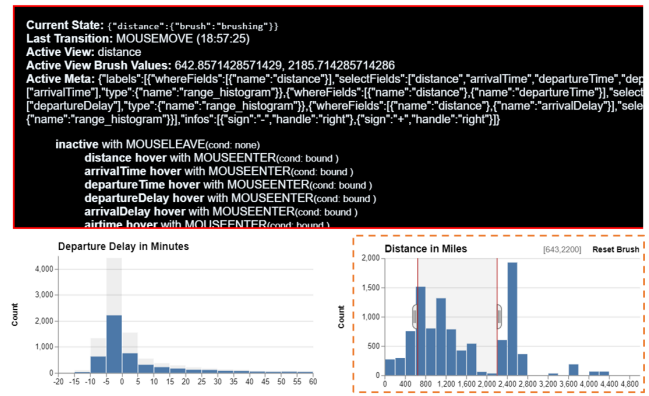 Current State: {"distance":{"brush":"brushing"}}
Last Transition: MOUSEMOVE (18:57:25)
Active View: distance
Active View Brush Values: 642.8571428571429, 2185.714285714286
Active Meta: {"labels":[{"whereFields":[{"name":"distance"}],"selectFields":["distance","arrivalTime","departureTime","dep
["arrivalTime"],"type":{"name":"range_histogram"}},{"whereFields":[{"name":"distance"},{"name":"departureTime"}],"select
["departureDelay"],"type":{"name":"range_histogram"}},{"whereFields":[{"name":"distance"},{"name":"arrivalDelay"}],"sele
{"name":"range_histogram"}}],"infos":[{"sign":"-","handle":"right"},{"sign":"+","handle":"right"}]}
inactive with MOUSELEAVE(cond: none)
distance hover with MOUSEENTER(cond: bound )
arrivalTime hover with MOUSEENTER(cond: bound )
departureTime hover with MOUSEENTER(cond: bound )
departureDelay hover with MOUSEENTER(cond: bound )
arrivalDelay hover with MOUSEENTER(cond: bound )
airtime hover with MOUSEENTER(cond: bound )
Departure Delay in Minutes
Count
4,000
3,000
2,000
1,000
0
-20 -15 -10 -5 0 5 10 15 20 25 30 35 40 45 50 55 60
Distance in Miles [643,2200] Reset Brush
Count
2,000
1,500
1,000
500
0
0 400 800 1,200 1,600 2,000 2,400 2,800 3,200 3,600 4,000 4,400 4,800